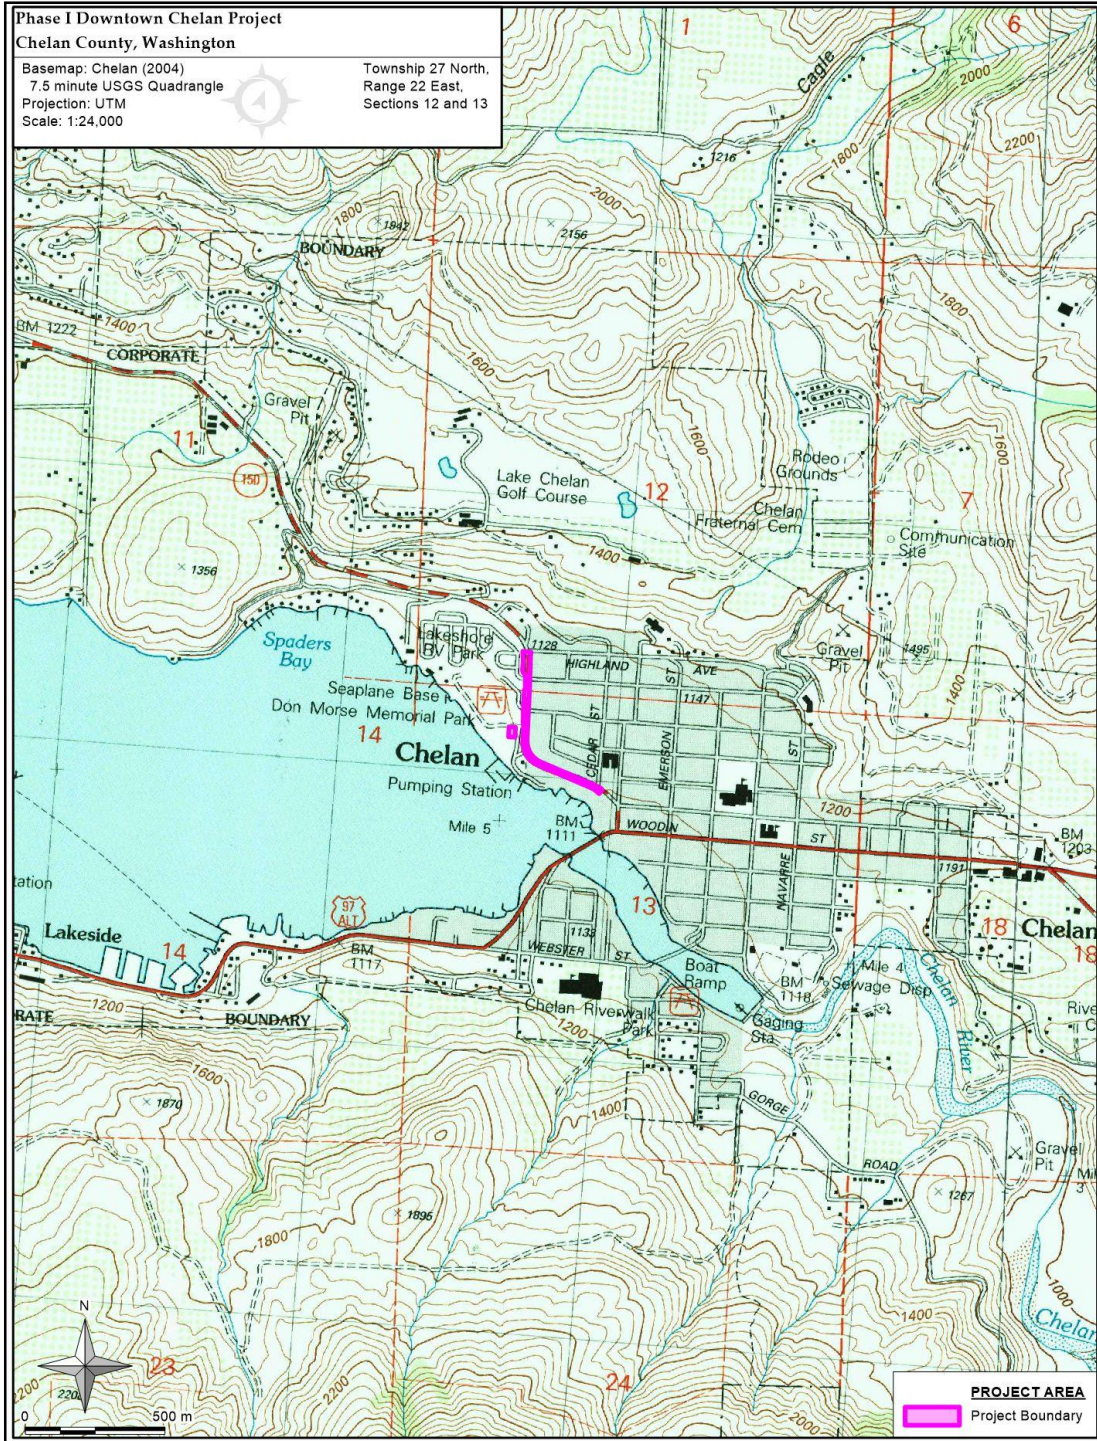 Phase I Downtown Chelan Project
Chelan County, Washington
Basemap: Chelan (2004)
7.5 minute USGS Quadrangle
Projection: UTM
Scale: 1:24,000
Township 27 North,
Range 22 East,
Sections 12 and 13
1
6
Cagle
2000
2200
1216
1800
2000
1800
1842
2156
BOUNDARY
1800
BM 1222
1400
CORPORATE
1600
Gravel
Pit
11
150
1600
1600
Rodeo
Grounds
Lake Chelan
Golf Course
12
7
Chelan
Fraternal Cem
Communication
Site
1400
1356
Spaders
Bay
Lakeshore
RV Park
1128
HIGHLAND
AVE
ST
Gravel
Pit
1495
1400
Seaplane Base
1147
Don Morse Memorial Park
14
ST
CEDAR
EMERSON
ST
Chelan
Pumping Station
1200
Mile 5
BM
1111
WOODIN
ST
BM
1203
1191
NAVARRE
97
ALT
13
18
Chelan
18
Lakeside
14
BM
1117
1133
WEBSTER
ST
Boat
Ramp
BM
1118
Mile 4
Sewage Disp
Chelan
River
1200
BOUNDARY
Chelan Riverwalk
Park
1200
Gaging
Sta
1600
1870
1400
GORGE
ROAD
Gravel
Pit
1267
3
1895
1800
1000
1400
Chelan
N
23
2200
2200
24
2200
2000
0
500 m
PROJECT AREA
Project Boundary